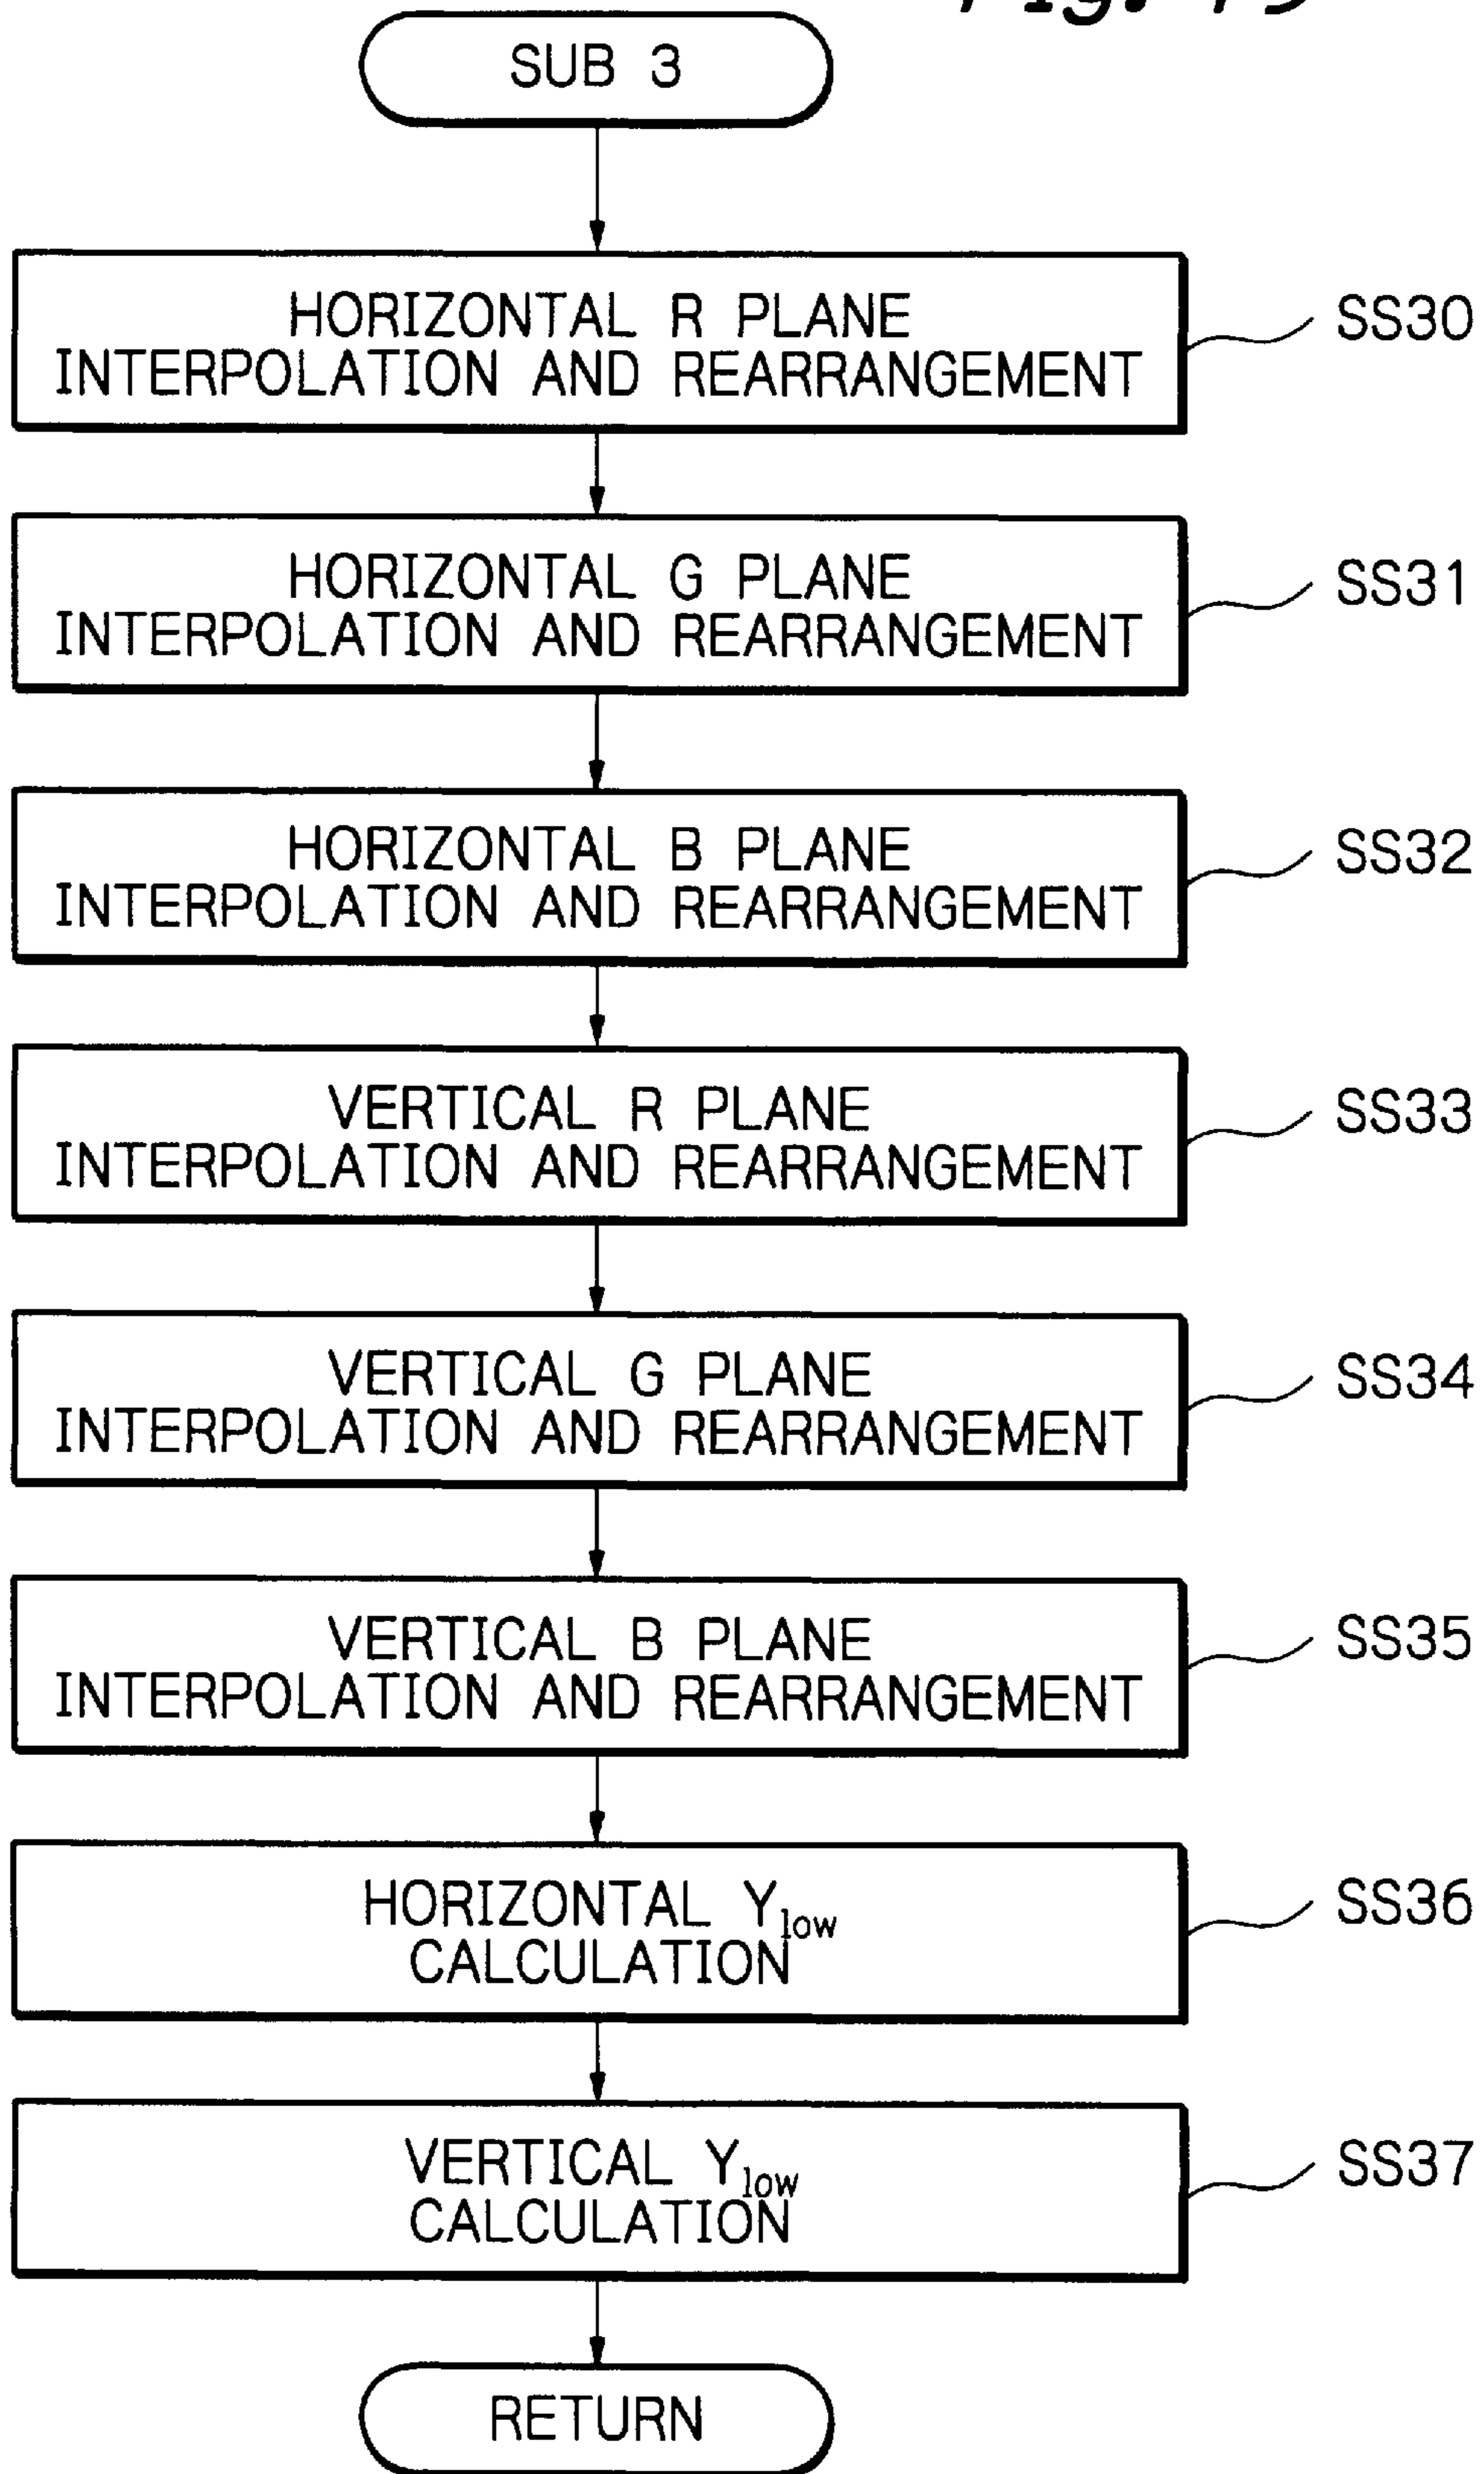 SUB 3
HORIZONTAL R PLANE
INTERPOLATION AND REARRANGEMENT
SS30
HORIZONTAL G PLANE
INTERPOLATION AND REARRANGEMENT
SS31
HORIZONTAL B PLANE
INTERPOLATION AND REARRANGEMENT
SS32
VERTICAL R PLANE
INTERPOLATION AND REARRANGEMENT
SS33
VERTICAL G PLANE
INTERPOLATION AND REARRANGEMENT
SS34
VERTICAL B PLANE
INTERPOLATION AND REARRANGEMENT
SS35
HORIZONTAL Ylow
CALCULATION
SS36
VERTICAL Ylow
CALCULATION
SS37
RETURN